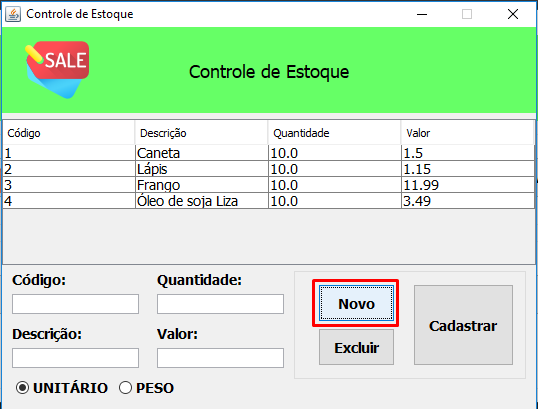 Controle de Estoque
SALE
Controle de Estoque
Código Descrição Quantidade Valor
1 Caneta 10.0 1.5
2 Lápis 10.0 1.15
3 Frango 10.0 11.99
4 Óleo de soja Liza 10.0 3.49
Código: Quantidade:
Novo
Cadastrar
Descrição: Valor:
Excluir
UNITÁRIO PESO